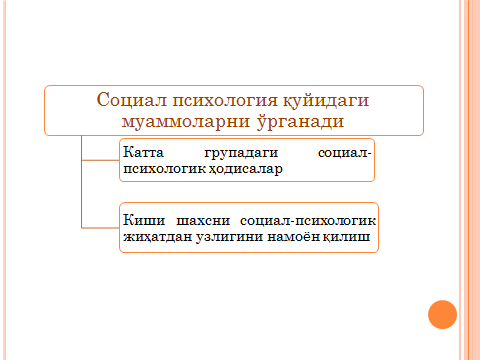 Социал психология қуйидаги
муаммоларни ўрганади
Катта групадаги социал-
психологик ҳодисалар
Киши шахсни социал-психологик
жиҳатдан узлигини намоён қилиш